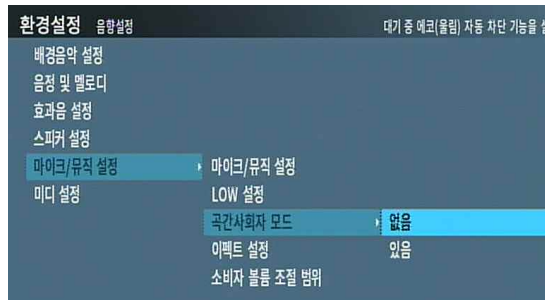 환경설정 음향설정 대기 중 에코(울림) 자동 차단 기능을
배경음악 설정
음정 및 멜로디
효과음 설정
스피커 설정
마이크/뮤직 설정 마이크/뮤직 설정
미디 설정 LOW 설정
곡간사회자 모드 없음
이펙트 설정 있음
소비자 볼륨 조절 범위